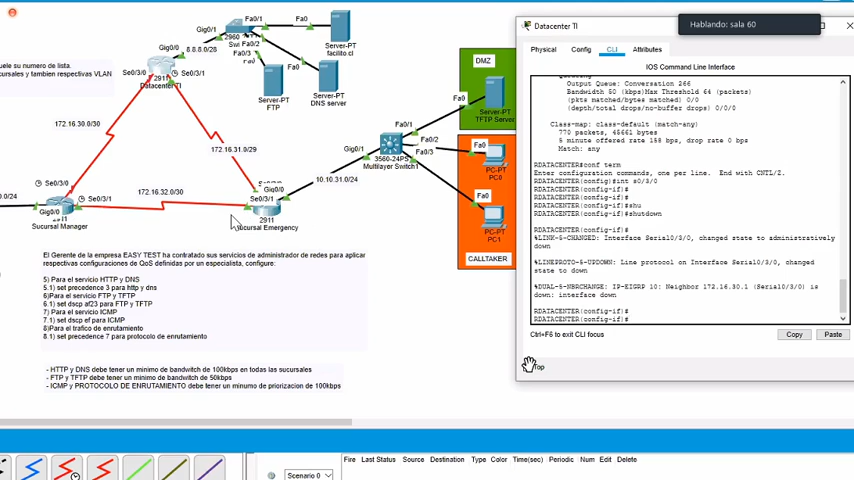 Hablando: sala 60
Datacenter TI
Physical
Config
CLI
Attributes
IOS Command Line Interface
Output Queue: Conversation 266
Bandwidth 50 (kbps)Max Threshold 64 (packets)
(pkts matched/bytes matched) 0/0
(depth/total drops/no-buffer drops) 0/0/0
Class-map: class-default (match-any)
770 packets, 45661 bytes
5 minute offered rate 158 bps, drop rate 0 bps
Match: any
RDATACENTER#conf term
Enter configuration commands, one per line. End with CNTL/Z.
RDATACENTER(config)#int s0/3/0
RDATACENTER(config-if)#
RDATACENTER(config-if)#shu
RDATACENTER(config-if)#shutdown
RDATACENTER(config-if)#
%LINK-5-CHANGED: Interface Serial0/3/0, changed state to administratively
down
%LINEPROTO-5-UPDOWN: Line protocol on Interface Serial0/3/0, changed
state to down
%DUAL-5-NBRCHANGE: IP-EIGRP 10: Neighbor 172.16.30.1 (Serial0/3/0) is
down: interface down
RDATACENTER(config-if)#
RDATACENTER(config-if)#
Ctrl+F6 to exit CLI focus
Copy
Paste
Top
uele su numero de lista.
cursales y tambien respectivas VLAN
Gig0/1
Fa0/1
2960
Fa0/2
Fa0/3
Fa0
Server-PT
facilito.cl
Gig0/0
8.8.8.0/28
Se0/3/0
Se0/3/1
2911
Datacenter TI
Server-PT
FTP
Server-PT
DNS server
172.16.30.0/30
172.16.31.0/29
DMZ
Fa0
Server-PT
TFTP Server
Fa0/1
Fa0/2
Fa0/3
Gig0/1
3560-24PS
Multilayer Switch1
Fa0
PC-PT
PC0
Fa0
PC-PT
PC1
CALLTAKER
10.10.31.0/24
Se0/3/0
Se0/3/1
172.16.32.0/30
Gig0/0
Se0/3/1
0.0/24
Gig0/0
2911
Sucursal Manager
2911
Sucursal Emergency
El Gerente de la empresa EASY TEST ha contratado sus servicios de administrador de redes para aplicar
respectivas configuraciones de QoS definidas por un especialista, configure:
5) Para el servicio HTTP y DNS
5.1) set precedence 3 para http y dns
6)Para el servicio FTP y TFTP
6.1) set dscp af23 para FTP y TFTP
7) Para el servicio ICMP
7.1) set dscp ef para ICMP
8)Para el trafico de enrutamiento
8.1) set precedence 7 para protocolo de enrutamiento
- HTTP y DNS debe tener un minimo de bandwitch de 100kbps en todas las sucursales
- FTP y TFTP debe tener un minimo de bandwitch de 50kbps
- ICMP y PROTOCOLO DE ENRUTAMIENTO debe tener un mumumo de priorizacion de 100kbps
Scenario 0
Fire Last Status Source Destination Type Color Time(sec) Periodic Num Edit Delete